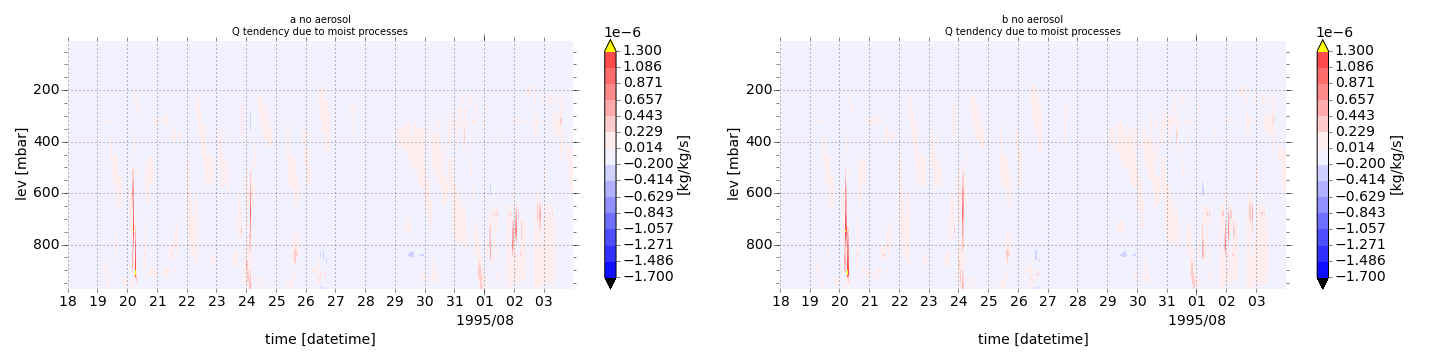 a no aerosol
Q tendency due to moist processes
1e−6
lev [mbar]
200
400
600
800
18 19 20 21 22 23 24 25 26 27 28 29 30 31 01 02 03
1995/08
time [datetime]
1.300
1.086
0.871
0.657
0.443
0.229
0.014
−0.200
−0.414
−0.629
−0.843
−1.057
−1.271
−1.486
−1.700
[kg/kg/s]
b no aerosol
Q tendency due to moist processes
1e−6
lev [mbar]
200
400
600
800
18 19 20 21 22 23 24 25 26 27 28 29 30 31 01 02 03
1995/08
time [datetime]
1.300
1.086
0.871
0.657
0.443
0.229
0.014
−0.200
−0.414
−0.629
−0.843
−1.057
−1.271
−1.486
−1.700
[kg/kg/s]